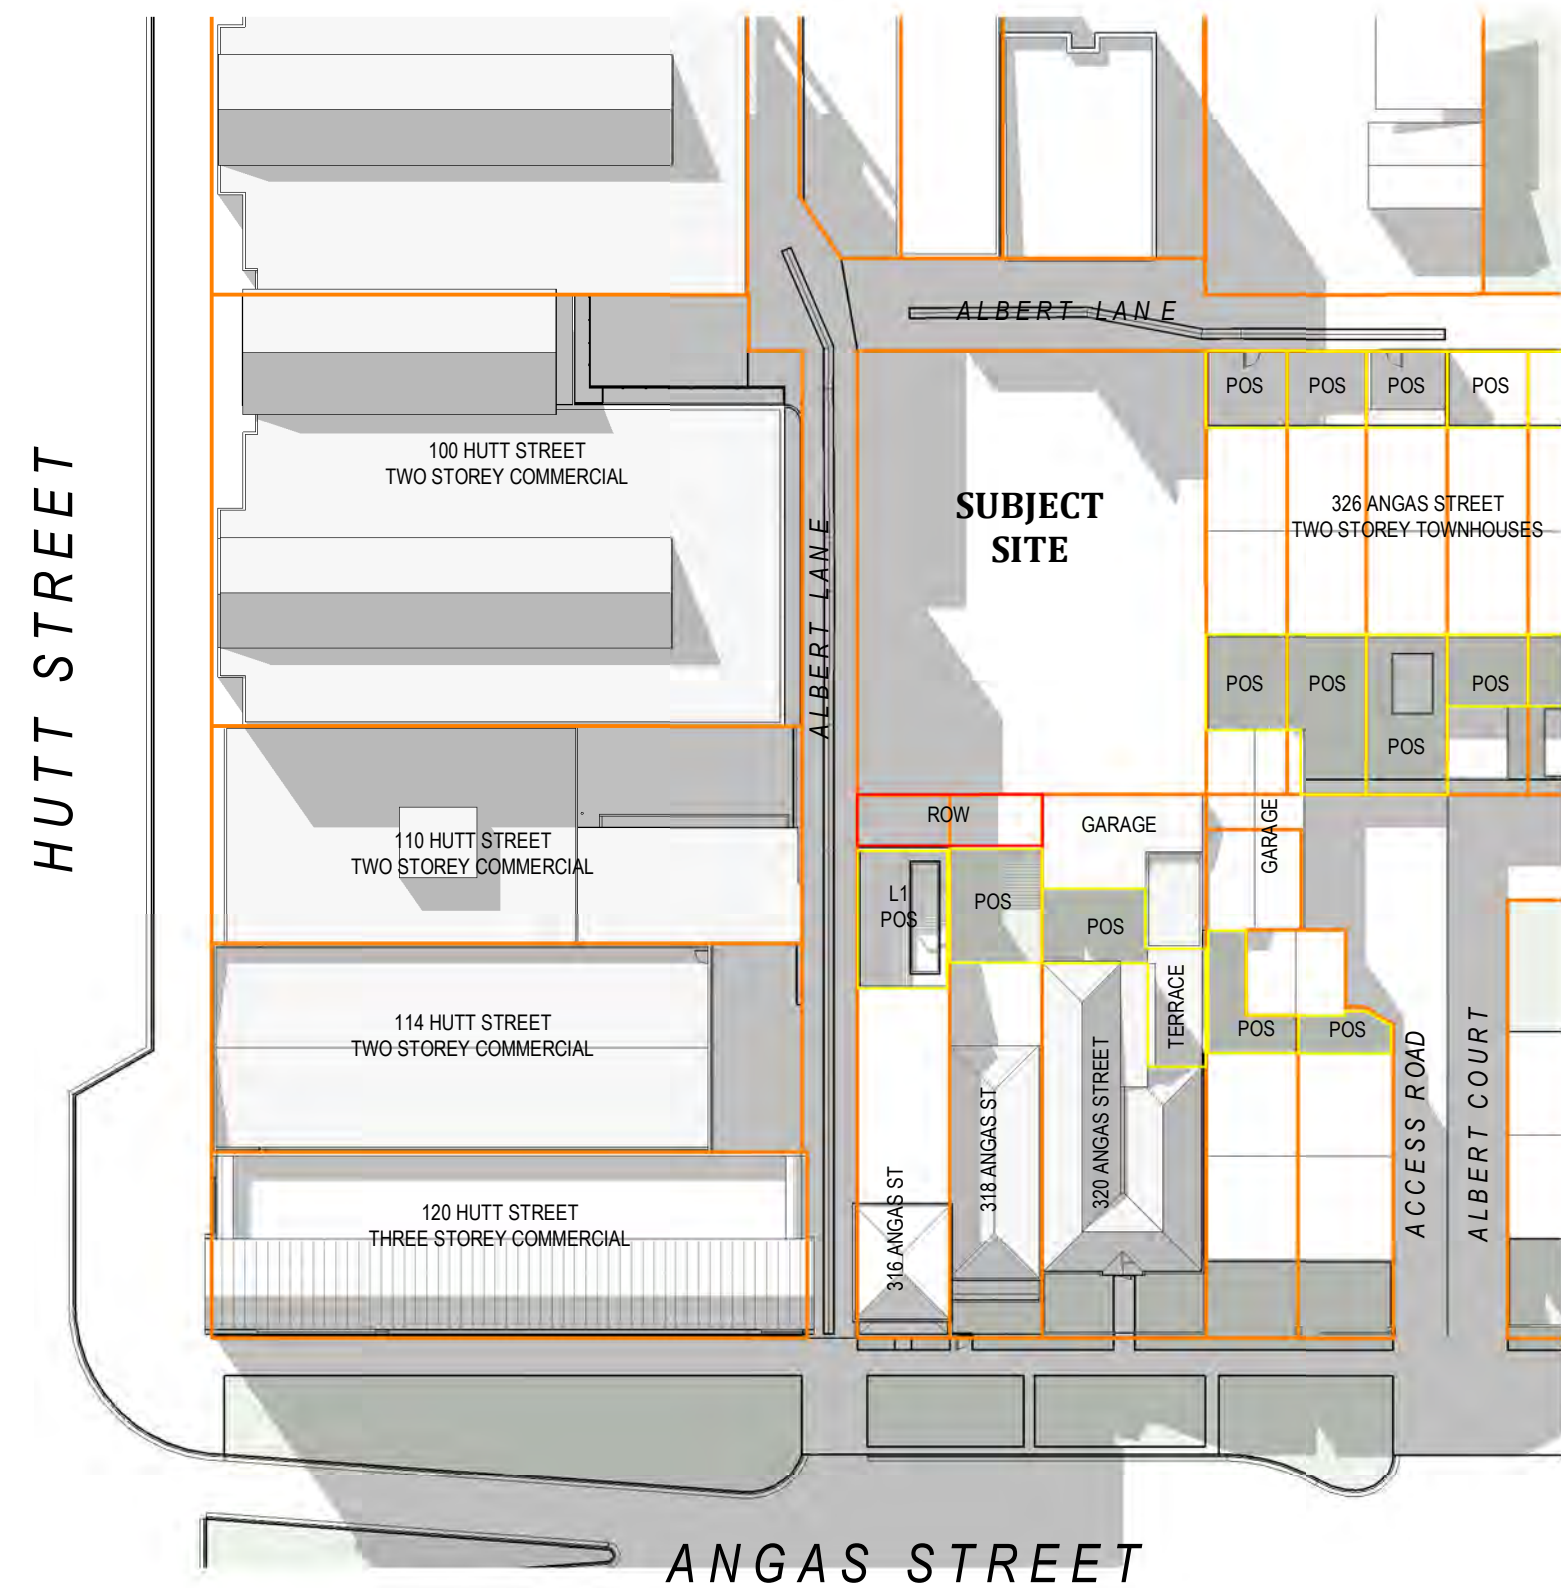 ALBERT LANE
POS
POS
POS
POS
HUTT STREET
100 HUTT STREET
TWO STOREY COMMERCIAL
SUBJECT
SITE
326 ANGAS STREET
TWO STOREY TOWNHOUSES
ALBERT LANE
POS
POS
POS
POS
ROW
GARAGE
GARAGE
110 HUTT STREET
TWO STOREY COMMERCIAL
L1
POS
POS
POS
TERRACE
114 HUTT STREET
TWO STOREY COMMERCIAL
POS
POS
316 ANGAS ST
318 ANGAS ST
320 ANGAS STREET
ACCESS ROAD
ALBERT COURT
120 HUTT STREET
THREE STOREY COMMERCIAL
ANGAS STREET